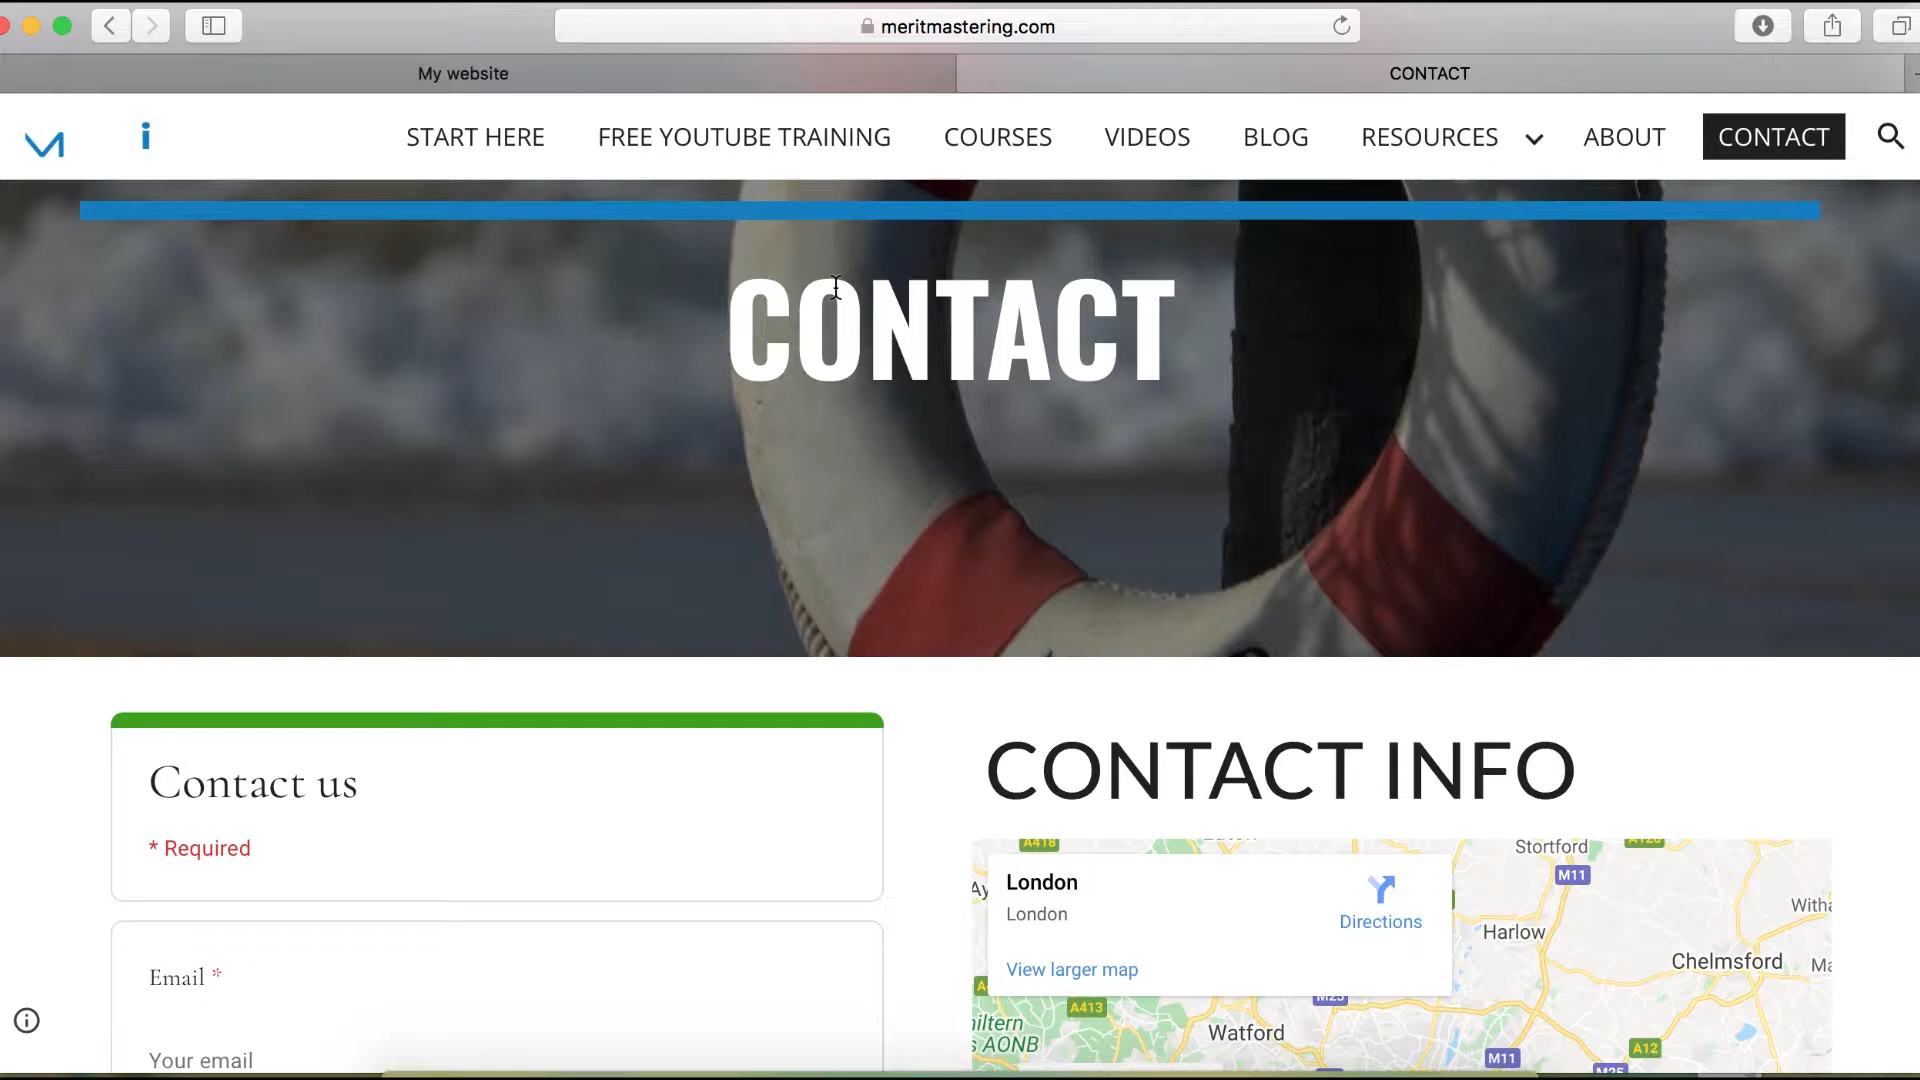 meritmastering.com
My website
CONTACT
START HERE
FREE YOUTUBE TRAINING
COURSES
VIDEOS
BLOG
RESOURCES
ABOUT
CONTACT
CONTACT
Contact us
* Required
Email *
Your email
CONTACT INFO
London
London
Directions
View larger map
A418
Stortford
M11
Harlow
Chelmsford
A413
Watford
M11
A12
AONB